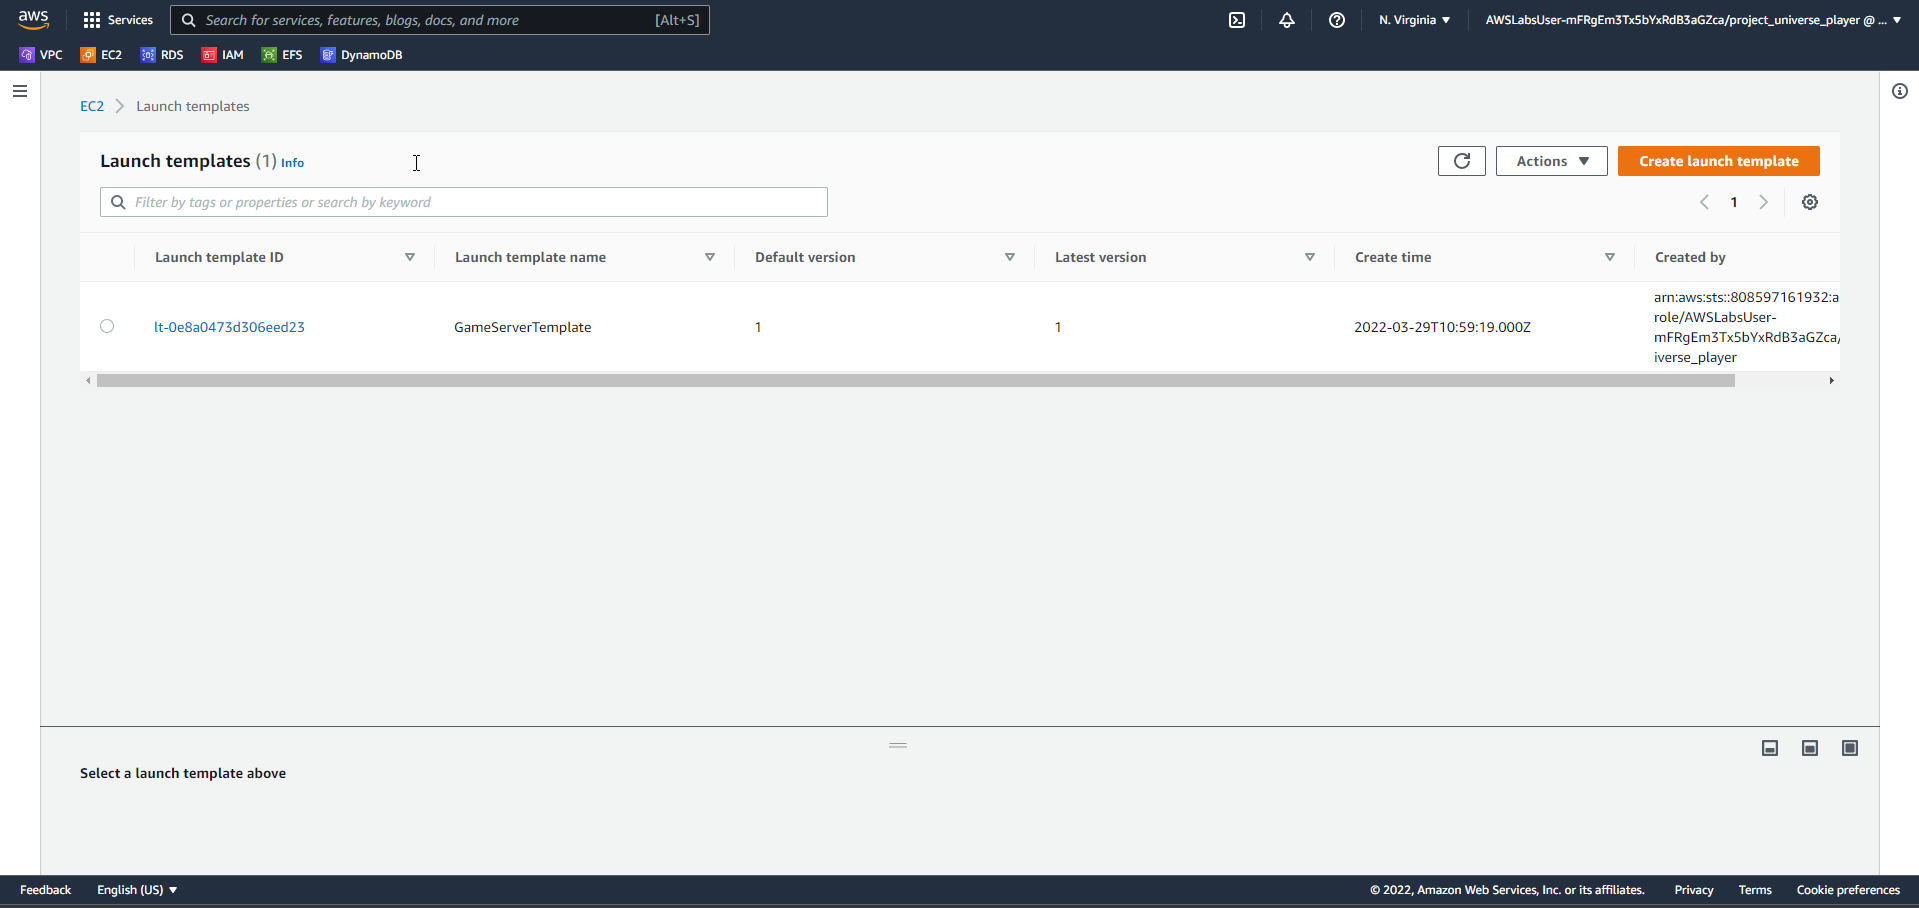 aws Services Search for services, features, blogs, docs, and more [Alt+S] N. Virginia AWSLabsUser-mFRgEm3Tx5bYxRdB3aGZca/project_universe_player @ ...
VPC EC2 RDS IAM EFS DynamoDB
EC2 Launch templates
Launch templates (1) Info Actions Create launch template
Filter by tags or properties or search by keyword 1
Launch template ID Launch template name Default version Latest version Create time Created by
lt-0e8a0473d306eed23 GameServerTemplate 1 1 2022-03-29T10:59:19.000Z
arn:aws:sts::808597161932:a
role/AWSLabsUser-
mFRgEm3Tx5bYxRdB3aGZca/
iverse_player
Select a launch template above
Feedback English (US) © 2022, Amazon Web Services, Inc. or its affiliates. Privacy Terms Cookie preferences